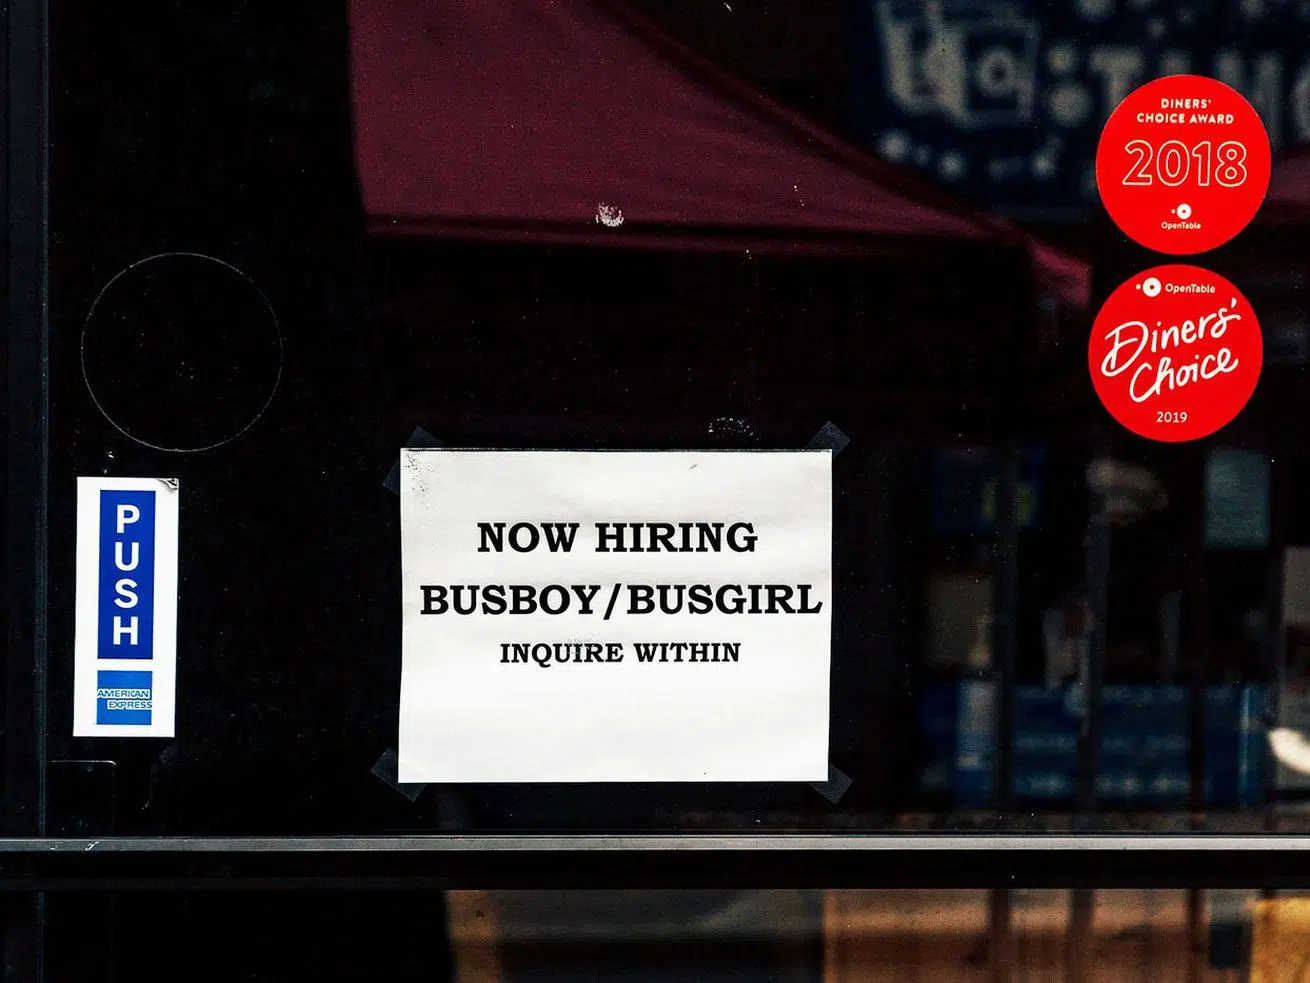 DINERS'
CHOICE AWARD
2018
OpenTable
OpenTable
Diners'
Choice
2019
PUSH
AMERICAN
EXPRESS
NOW HIRING
BUSBOY/BUSGIRL
INQUIRE WITHIN